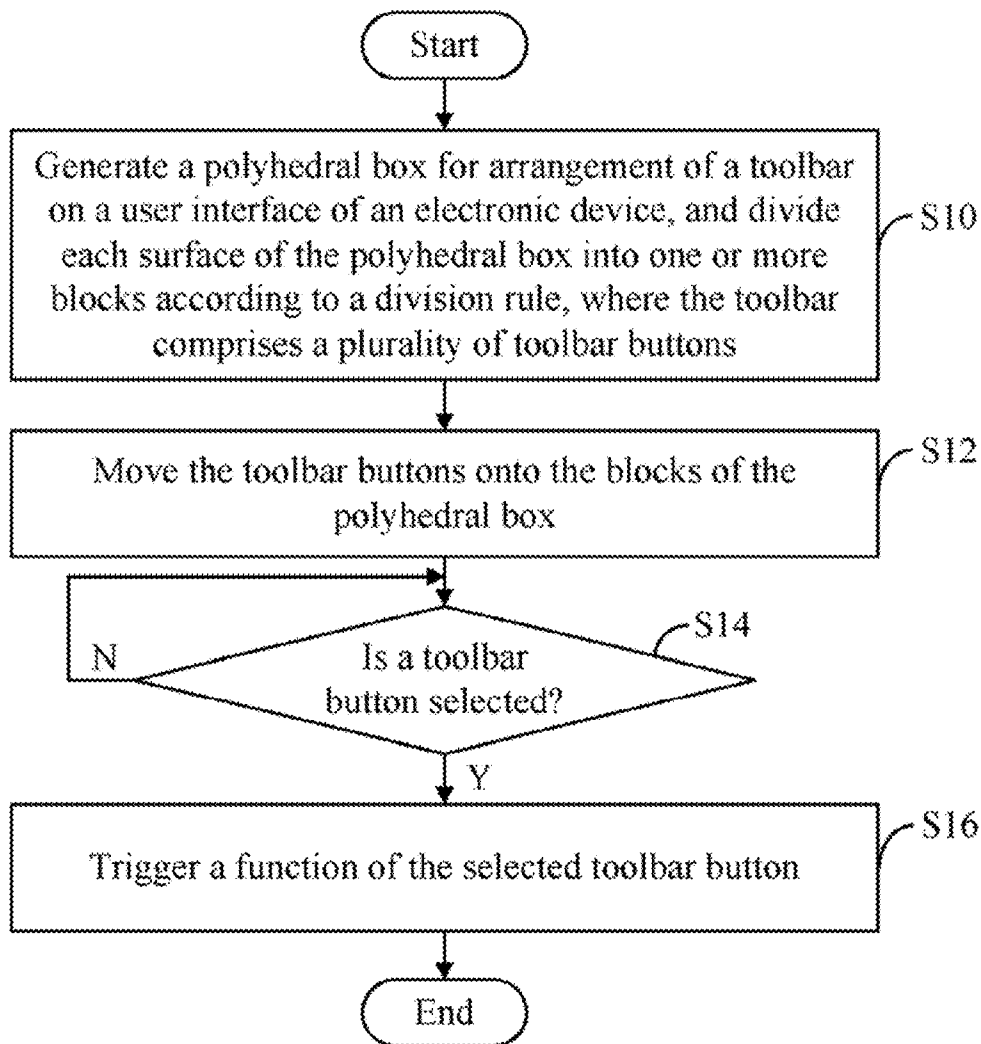 Start
Generate a polyhedral box for arrangement of a toolbar
on a user interface of an electronic device, and divide
each surface of the polyhedral box into one or more
blocks according to a division rule, where the toolbar
comprises a plurality of toolbar buttons
S10
Move the toolbar buttons onto the blocks of the
polyhedral box
S12
Is a toolbar
button selected?
S14
N
Y
Trigger a function of the selected toolbar button
S16
End